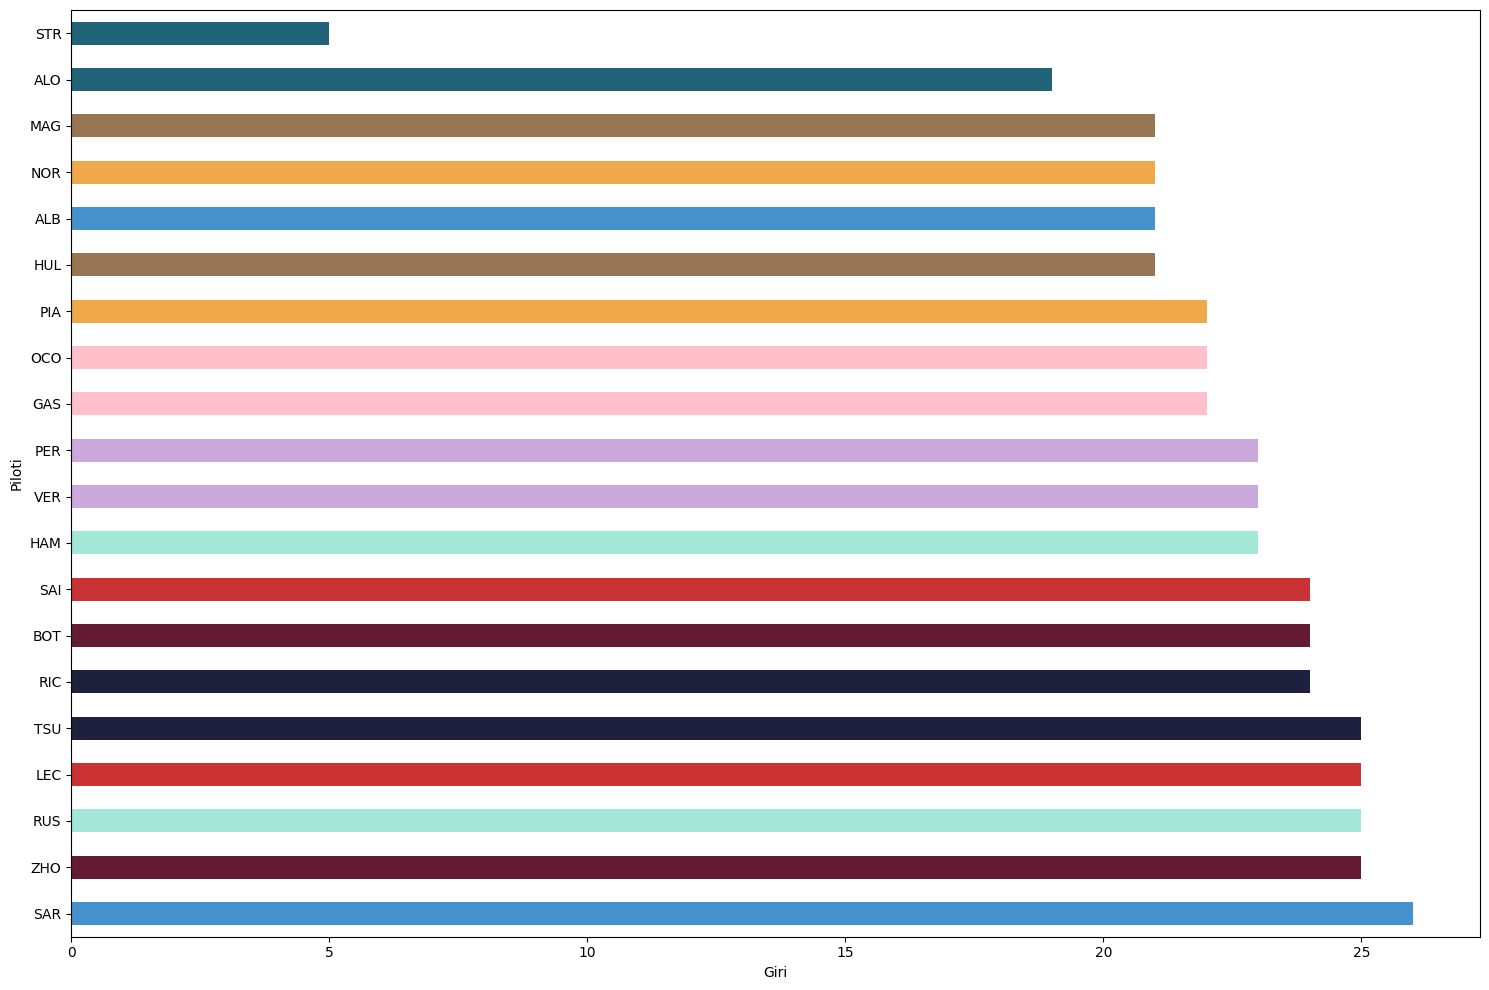 STR
ALO
MAG
NOR
ALB
HUL
PIA
OCO
GAS
PER
VER
HAM
SAI
BOT
RIC
TSU
LEC
RUS
ZHO
SAR
Piloti
0 5 10 15 20 25
Giri